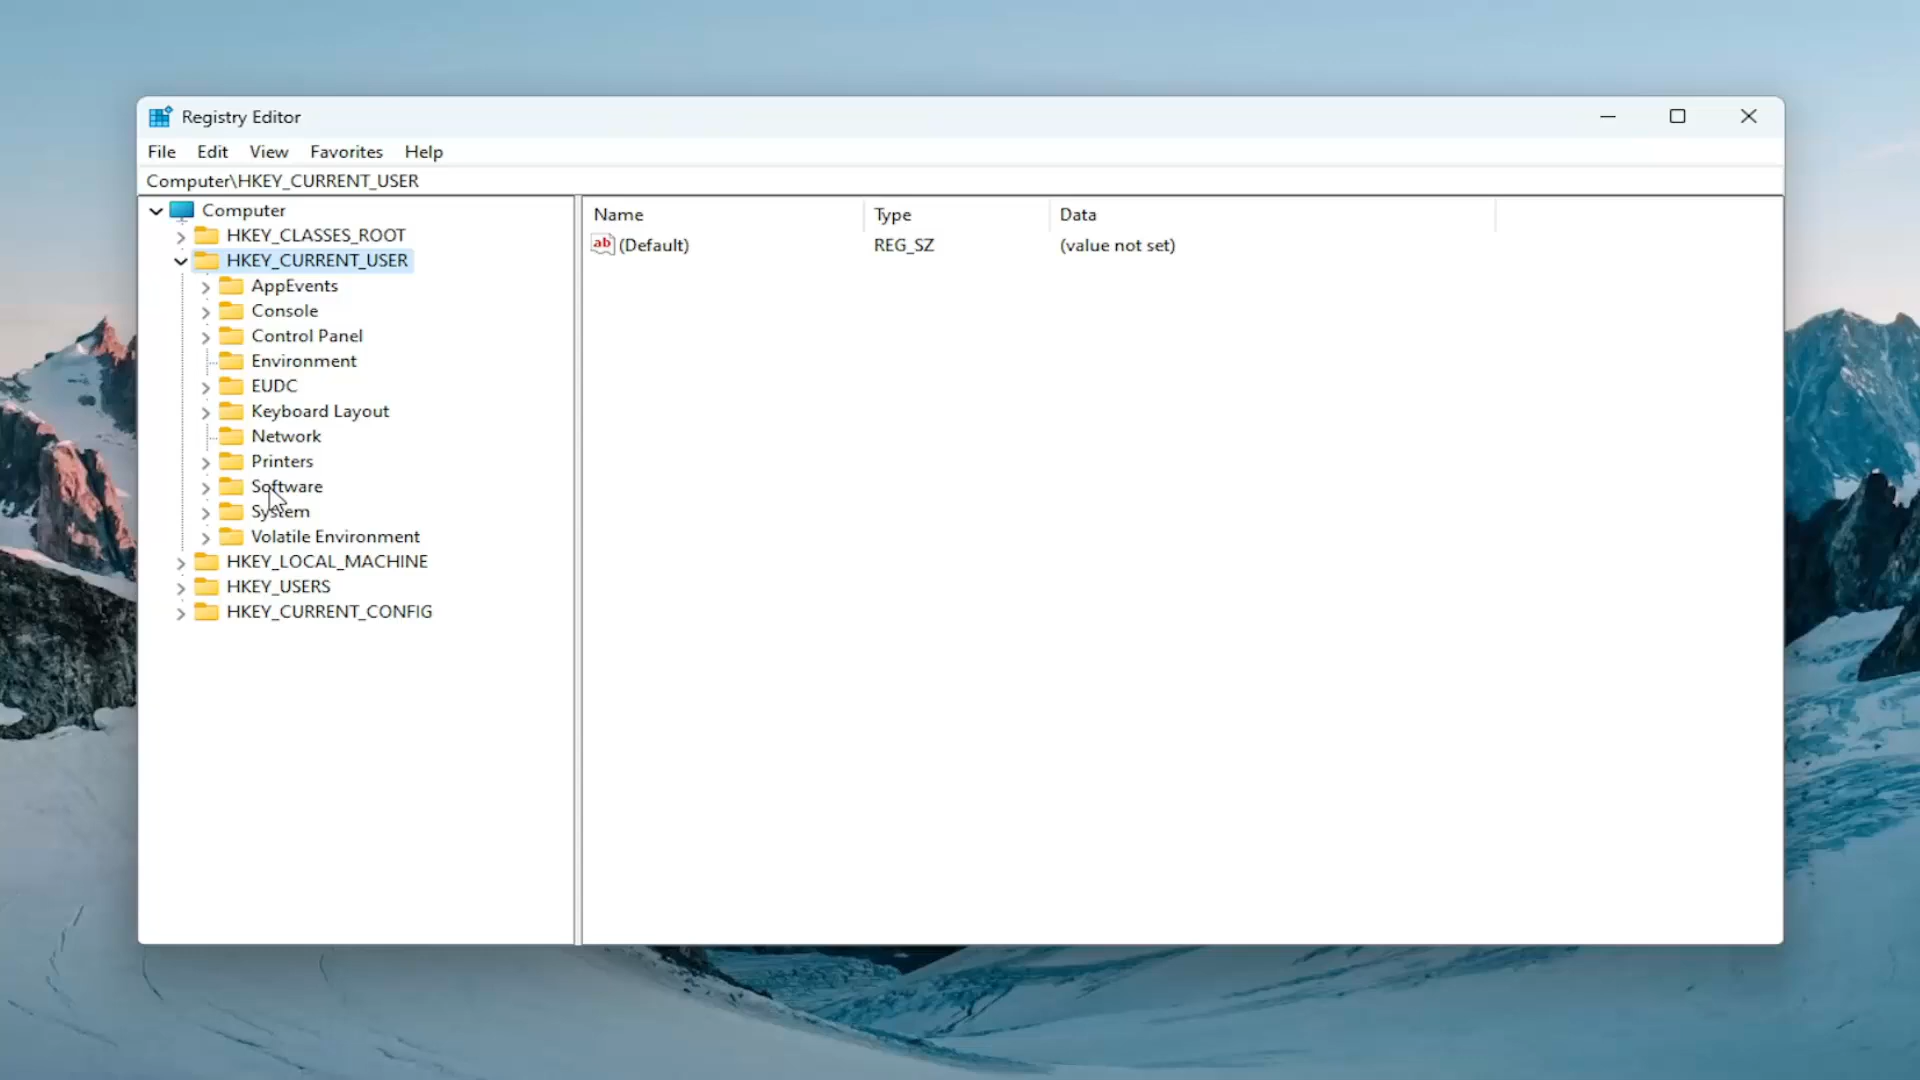 Registry Editor
File Edit View Favorites Help
Computer\HKEY_CURRENT_USER
Computer
HKEY_CLASSES_ROOT
HKEY_CURRENT_USER
AppEvents
Console
Control Panel
Environment
EUDC
Keyboard Layout
Network
Printers
Software
System
Volatile Environment
HKEY_LOCAL_MACHINE
HKEY_USERS
HKEY_CURRENT_CONFIG
Name Type Data
ab (Default) REG_SZ (value not set)